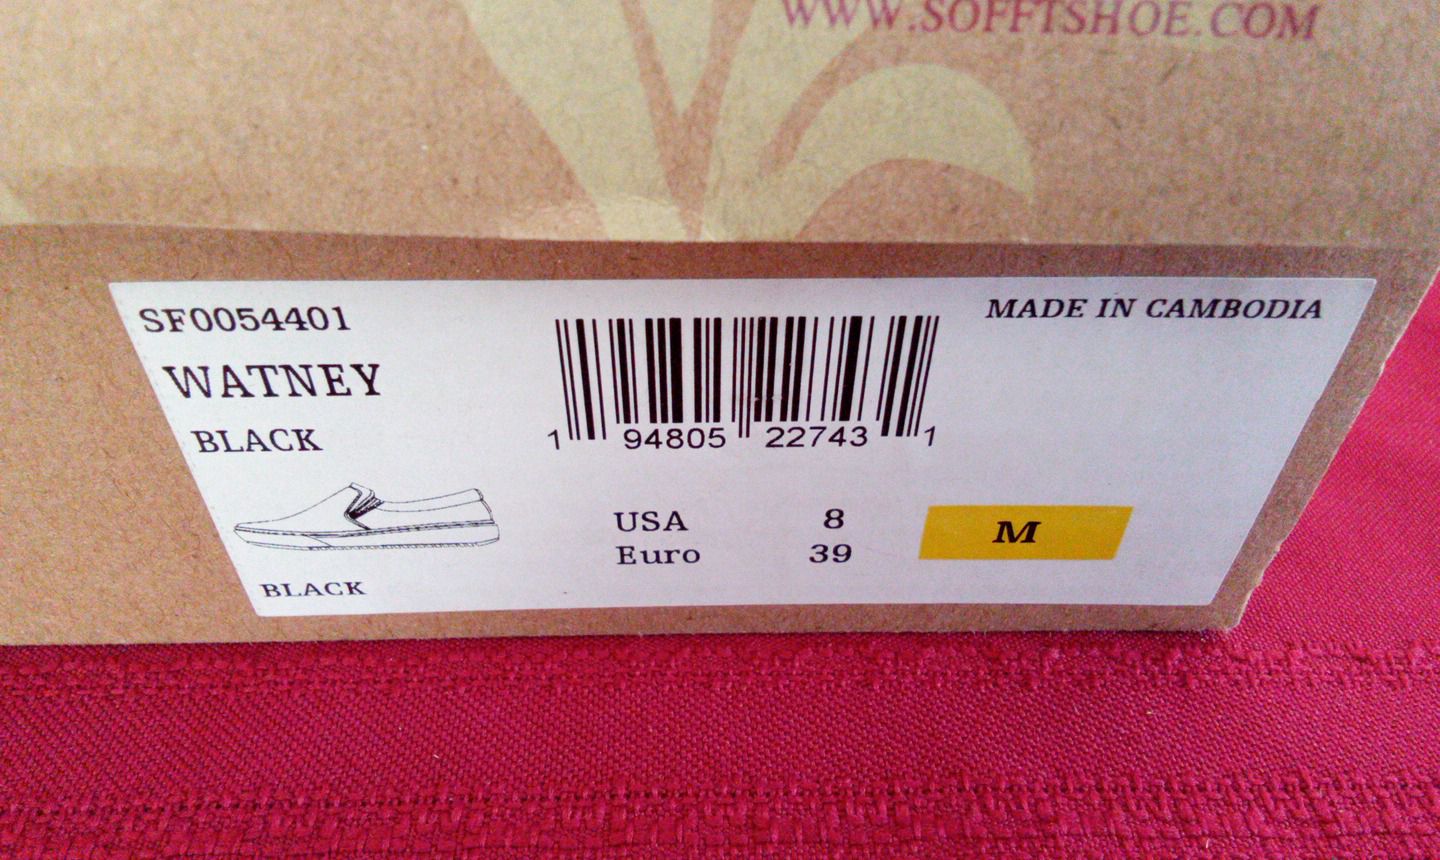 WWW.SOFFTSHOE.COM
SF0054401
MADE IN CAMBODIA
WATNEY
BLACK
1 94805 22743 1
USA 8
Euro 39
M
BLACK